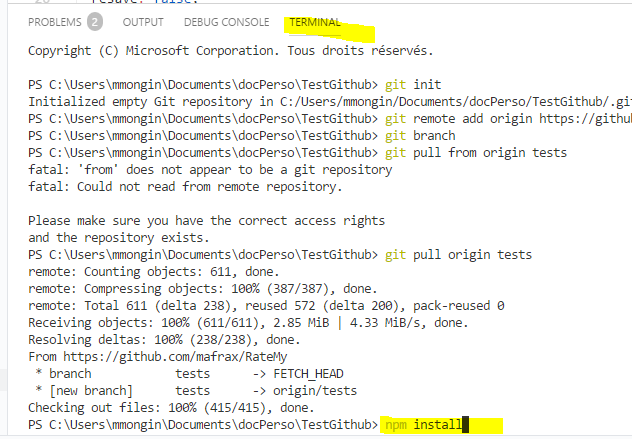 resave: false,
PROBLEMS 2 OUTPUT DEBUG CONSOLE TERMINAL
Copyright (C) Microsoft Corporation. Tous droits réservés.
PS C:\Users\mmongin\Documents\docPerso\TestGithub> git init
Initialized empty Git repository in C:/Users/mmongin/Documents/docPerso/TestGithub/.gi
PS C:\Users\mmongin\Documents\docPerso\TestGithub> git remote add origin https://github
PS C:\Users\mmongin\Documents\docPerso\TestGithub> git branch
PS C:\Users\mmongin\Documents\docPerso\TestGithub> git pull from origin tests
fatal: 'from' does not appear to be a git repository
fatal: Could not read from remote repository.
Please make sure you have the correct access rights
and the repository exists.
PS C:\Users\mmongin\Documents\docPerso\TestGithub> git pull origin tests
remote: Counting objects: 611, done.
remote: Compressing objects: 100% (387/387), done.
remote: Total 611 (delta 238), reused 572 (delta 200), pack-reused 0
Receiving objects: 100% (611/611), 2.85 MiB | 4.33 MiB/s, done.
Resolving deltas: 100% (238/238), done.
From https://github.com/mafrax/RateMy
* branch tests -> FETCH_HEAD
* [new branch] tests -> origin/tests
Checking out files: 100% (415/415), done.
PS C:\Users\mmongin\Documents\docPerso\TestGithub> npm install